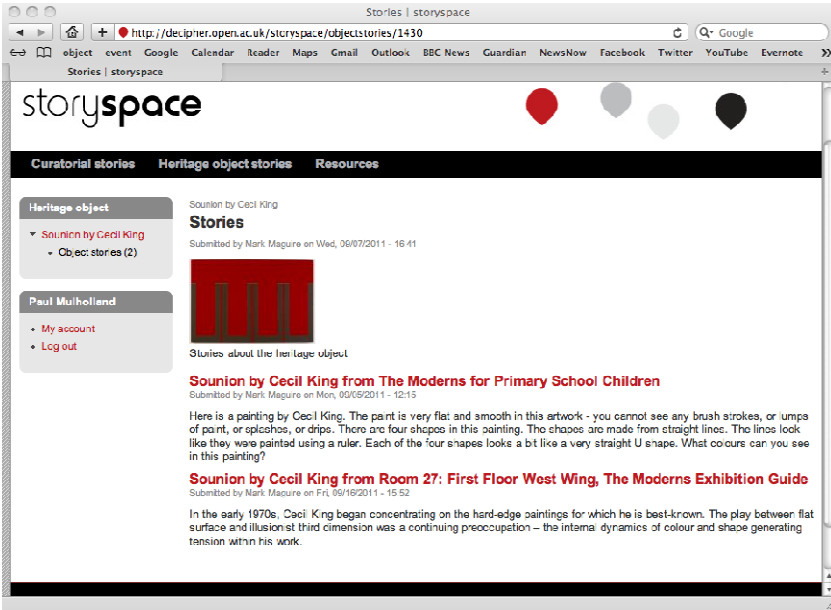 Stories | storyspace
http://decipher.open.ac.uk/storyspace/objectstories/1430
Google
object event Google Calendar Reader Maps Gmail Outlook BBC News Guardian NewsNow Facebook Twitter YouTube Evernote
Stories | storyspace
storyspace
Curatorial stories Heritage object stories Resources
Heritage object
Sounion by Cecil King
Object stories (2)
Paul Mulholland
My account
Log out
Sounion by Cecil King
Stories
Submitted by Mark Maguire on Wed, 09/07/2011 - 16:41
Stories about the heritage object
Sounion by Cecil King from The Moderns for Primary School Children
Submitted by Mark Maguire on Mon, 09/05/2011 - 12:15
Here is a painting by Cecil King. The paint is very flat and smooth in this artwork - you cannot see any brush strokes, or lumps
of paint, or splashes, or drips. There are four shapes in this painting. The shapes are made from straight lines. The lines look
like they were painted using a ruler. Each of the four shapes looks a bit like a very straight U shape. What colours can you see
in this painting?
Sounion by Cecil King from Room 27: First Floor West Wing, The Moderns Exhibition Guide
Submitted by Mark Maguire on Fri, 09/16/2011 - 15:52
In the early 1970s, Cecil King began concentrating on the hard-edge paintings for which he is best-known. The play between flat
surface and illusionist third dimension was a continuing preoccupation – the internal dynamics of colour and shape generating
tension within his work.